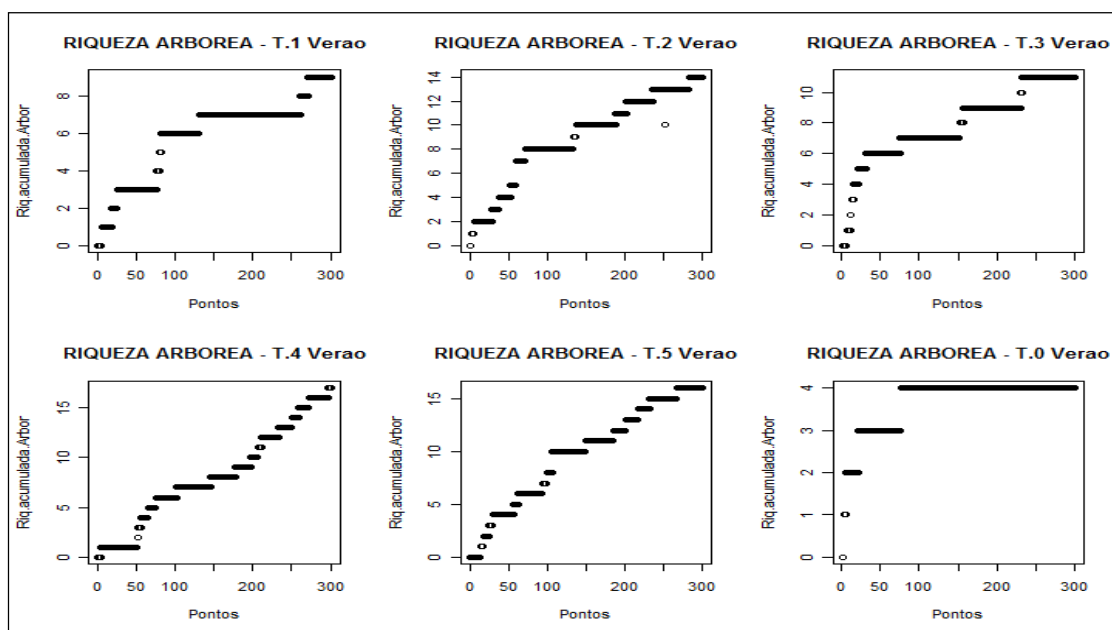 RIQUEZA ARBOREA - T.1 Verao
Riq.acumulada.Arbor
0 2 4 6 8
0 50 100 200 300
Pontos
RIQUEZA ARBOREA - T.2 Verao
Riq.acumulada.Arbor
0 2 4 6 8 10 12 14
0 50 100 200 300
Pontos
RIQUEZA ARBOREA - T.3 Verao
Riq.acumulada.Arbor
0 2 4 6 8 10
0 50 100 200 300
Pontos
RIQUEZA ARBOREA - T.4 Verao
Riq.acumulada.Arbor
0 5 10 15
0 50 100 200 300
Pontos
RIQUEZA ARBOREA - T.5 Verao
Riq.acumulada.Arbor
0 5 10 15
0 50 100 200 300
Pontos
RIQUEZA ARBOREA - T.0 Verao
Riq.acumulada.Arbor
0 1 2 3 4
0 50 100 200 300
Pontos